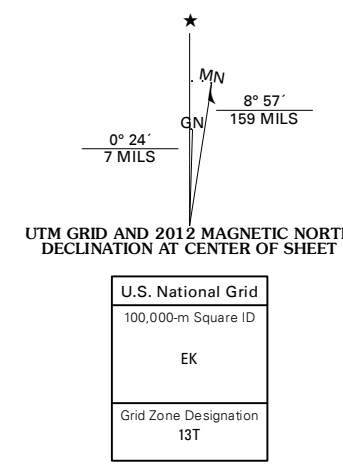 ★
MN
8° 57´
159 MILS
GN
0° 24´
7 MILS
UTM GRID AND 2012 MAGNETIC NORTH
DECLINATION AT CENTER OF SHEET
U.S. National Grid
100,000-m Square ID
EK
Grid Zone Designation
13T